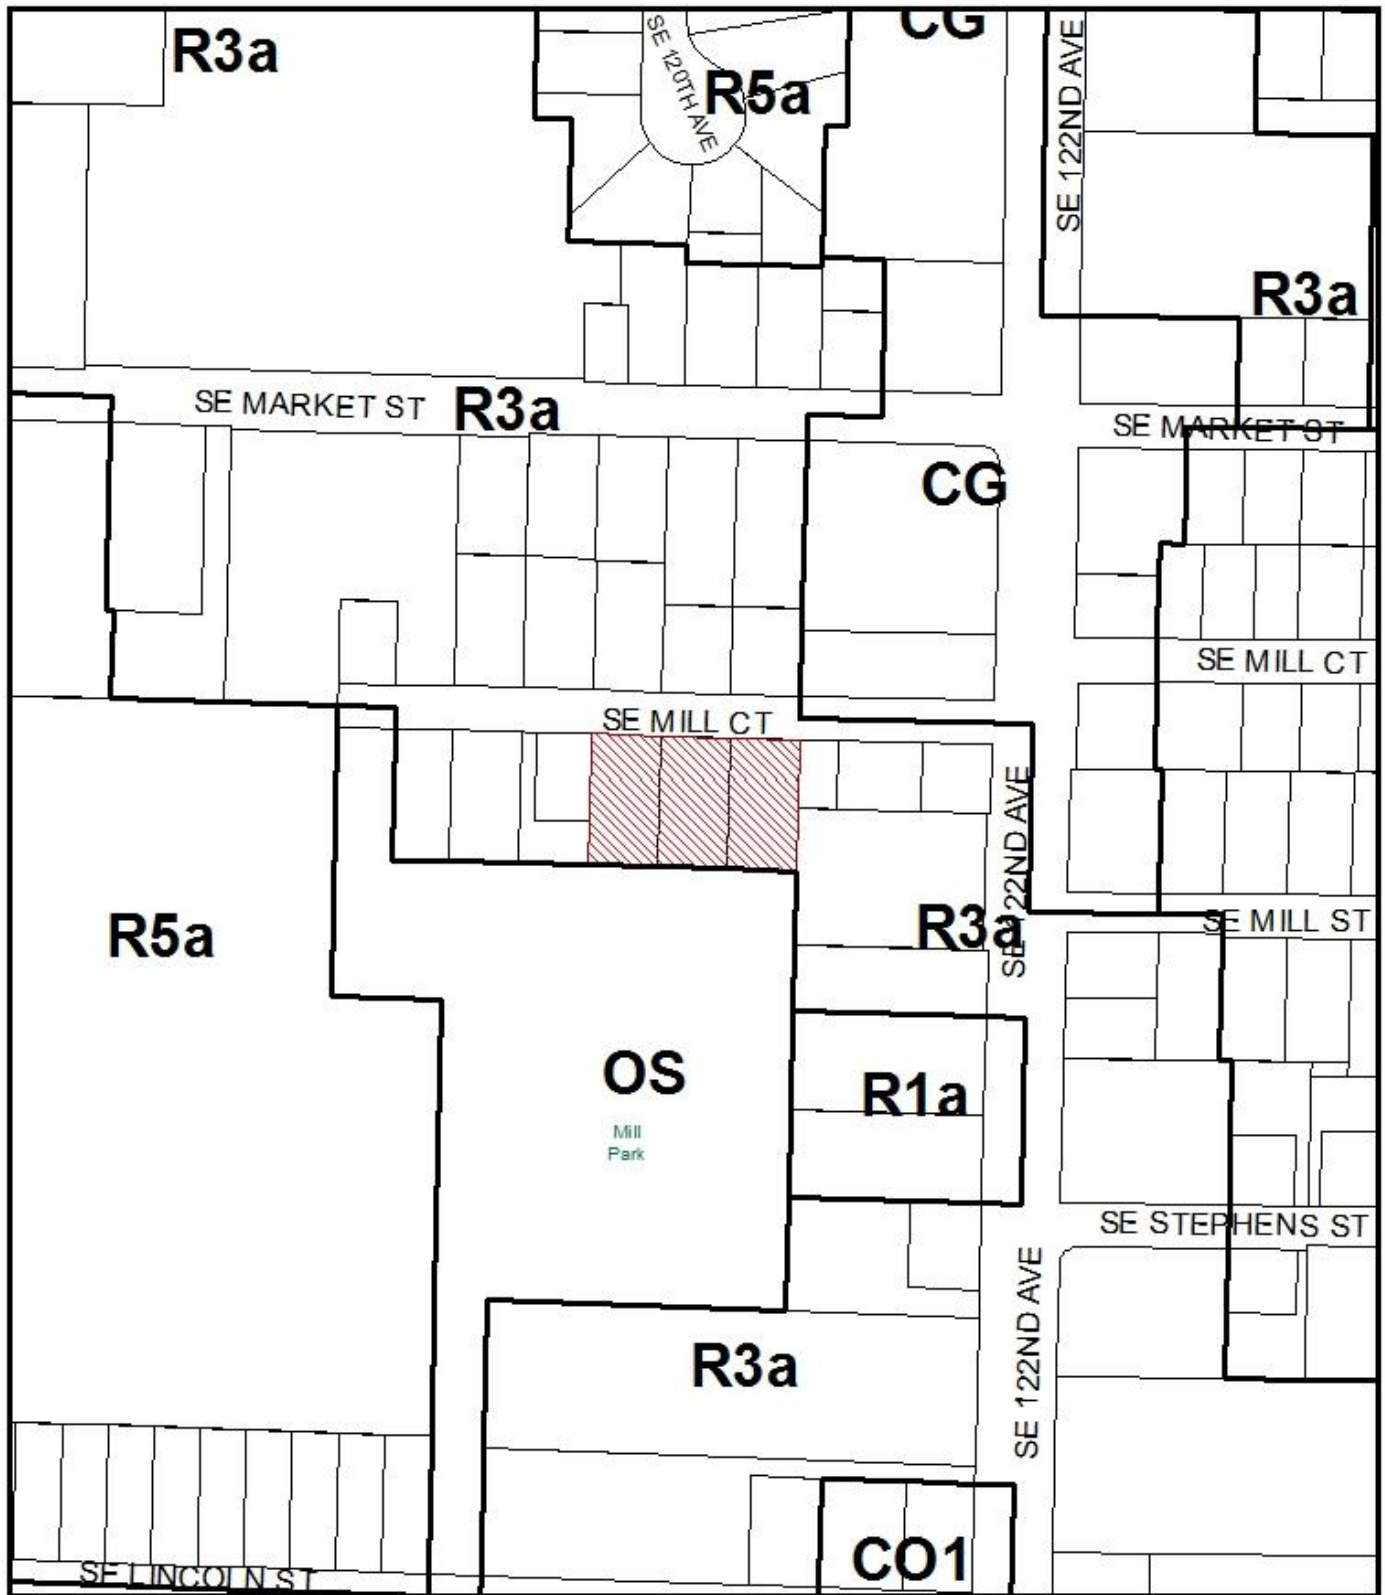 CG
R3a
SE 120TH AVE
R5a
SE 122ND AVE
R3a
SE MARKET ST
R3a
SE MARKET ST
CG
SE MILL CT
SE MILL CT
SE 122ND AVE
R3a
SE MILL ST
R5a
OS
R1a
Mill
Park
SE STEPHENS ST
SE 122ND AVE
R3a
CO1
SE LINCOLN ST